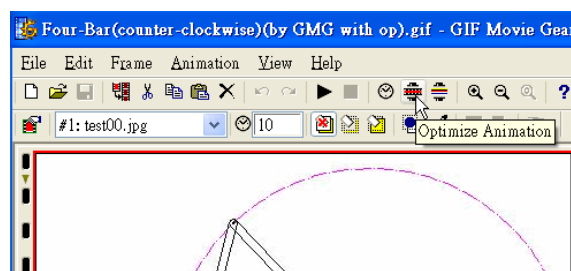 Four-Bar(counter-clockwise)(by GMG with op).gif - GIF Movie Gea
File Edit Frame Animation View Help
#1: test00.jpg 10
Optimize Animation